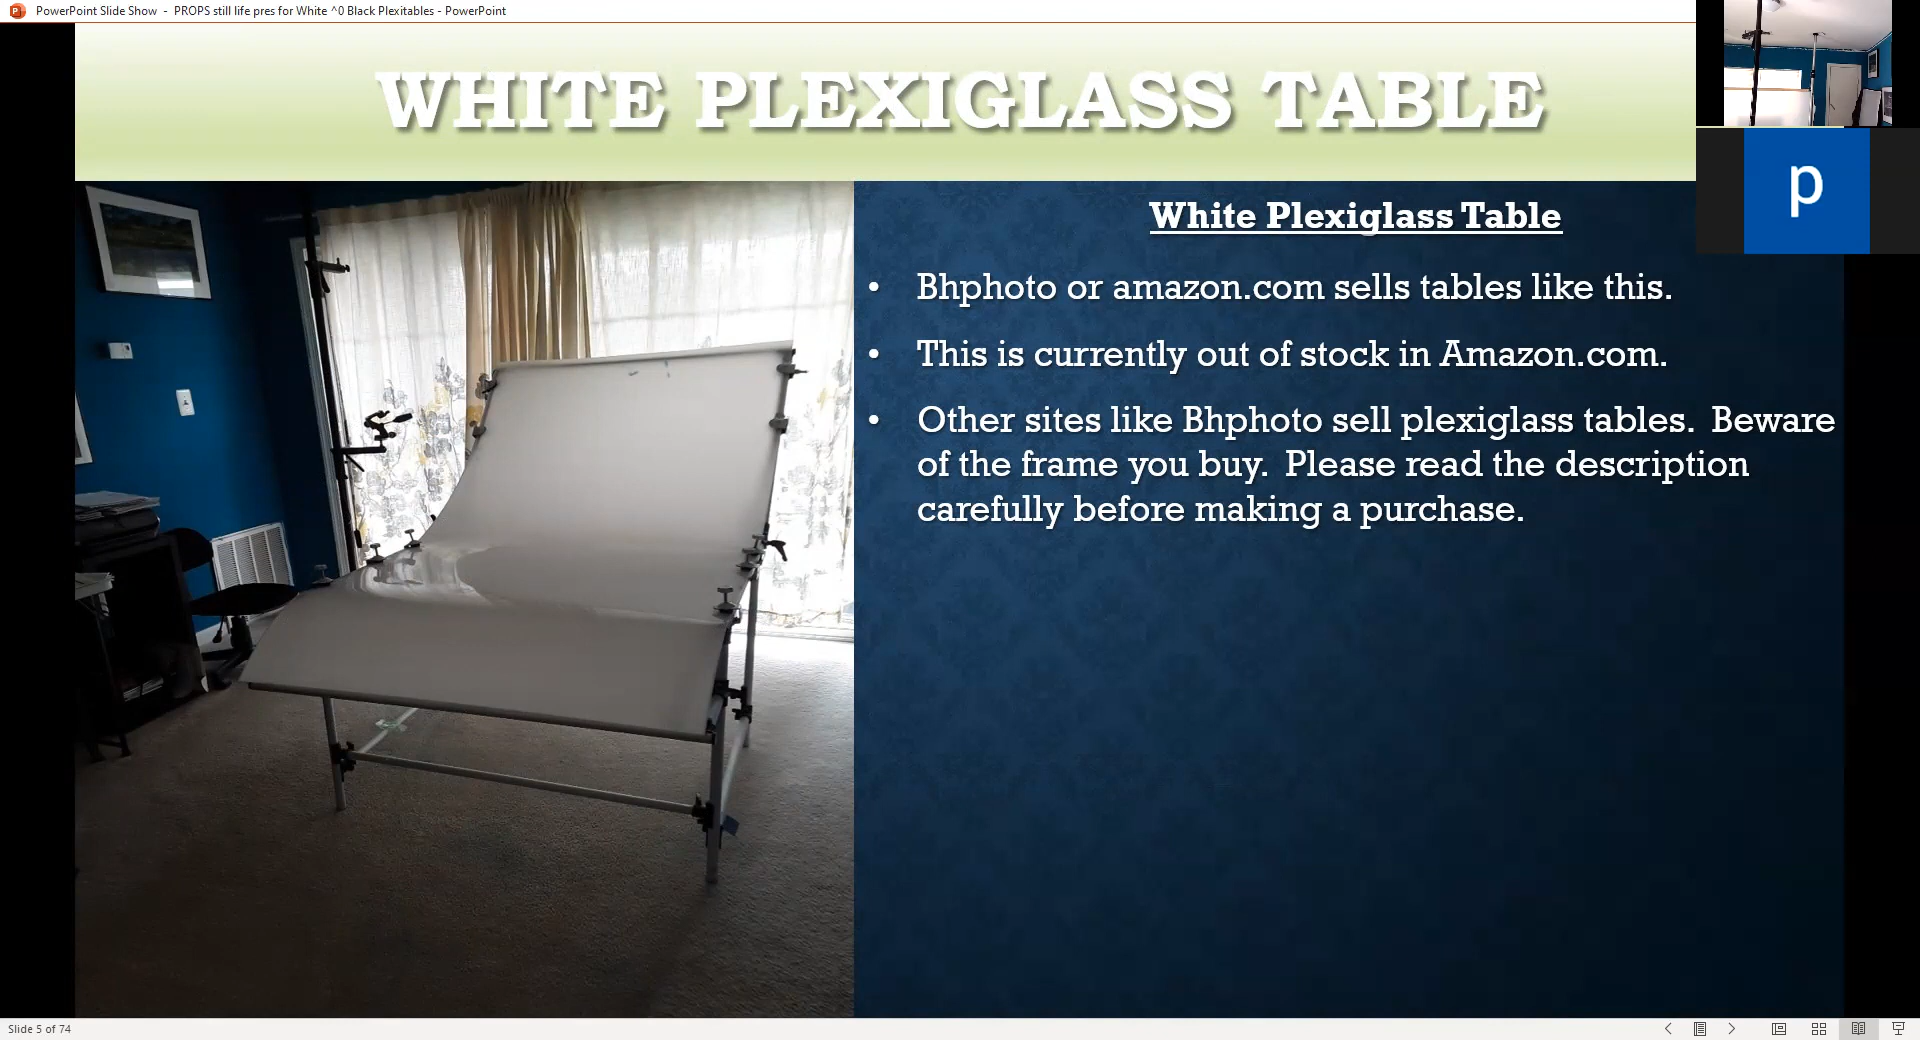 PowerPoint Slide Show - PROPS still life pres for White ^0 Black Plexitables - PowerPoint
WHITE PLEXIGLASS TABLE
p
White Plexiglass Table
• Bhphoto or amazon.com sells tables like this.
• This is currently out of stock in Amazon.com.
• Other sites like Bhphoto sell plexiglass tables. Beware
of the frame you buy. Please read the description
carefully before making a purchase.
Slide 5 of 74